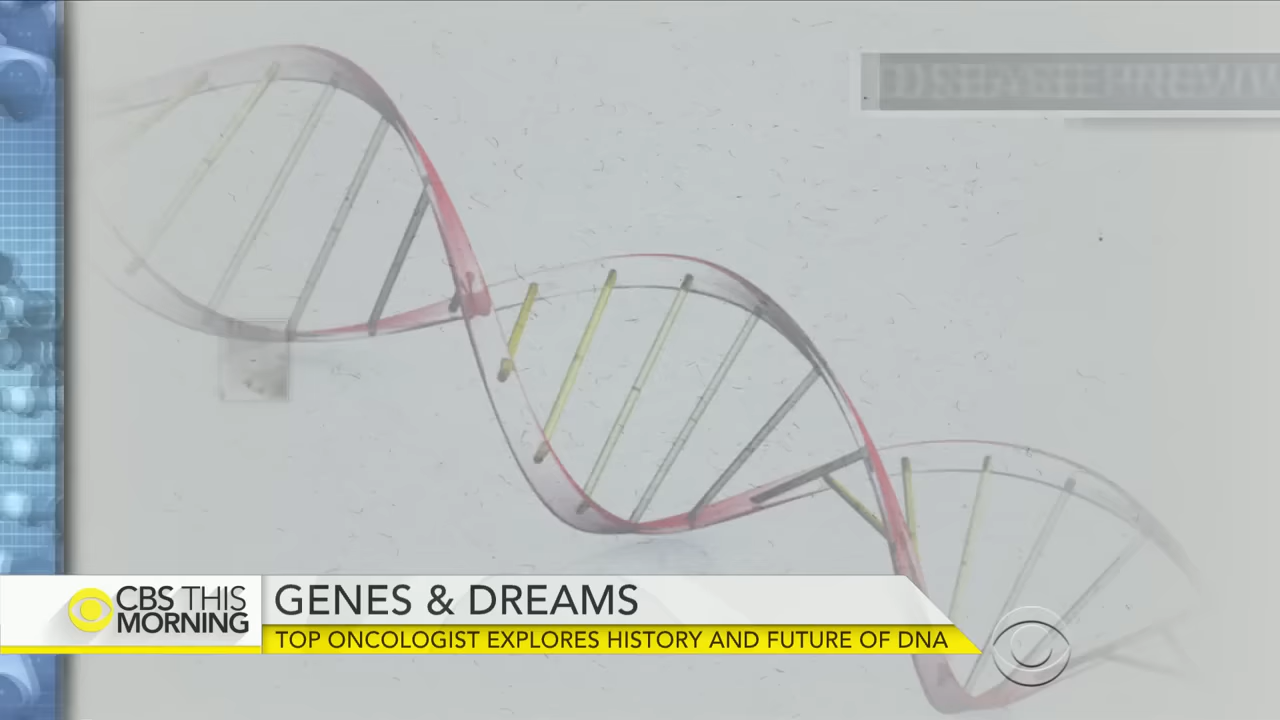 CBS THIS
MORNING
GENES & DREAMS
TOP ONCOLOGIST EXPLORES HISTORY AND FUTURE OF DNA